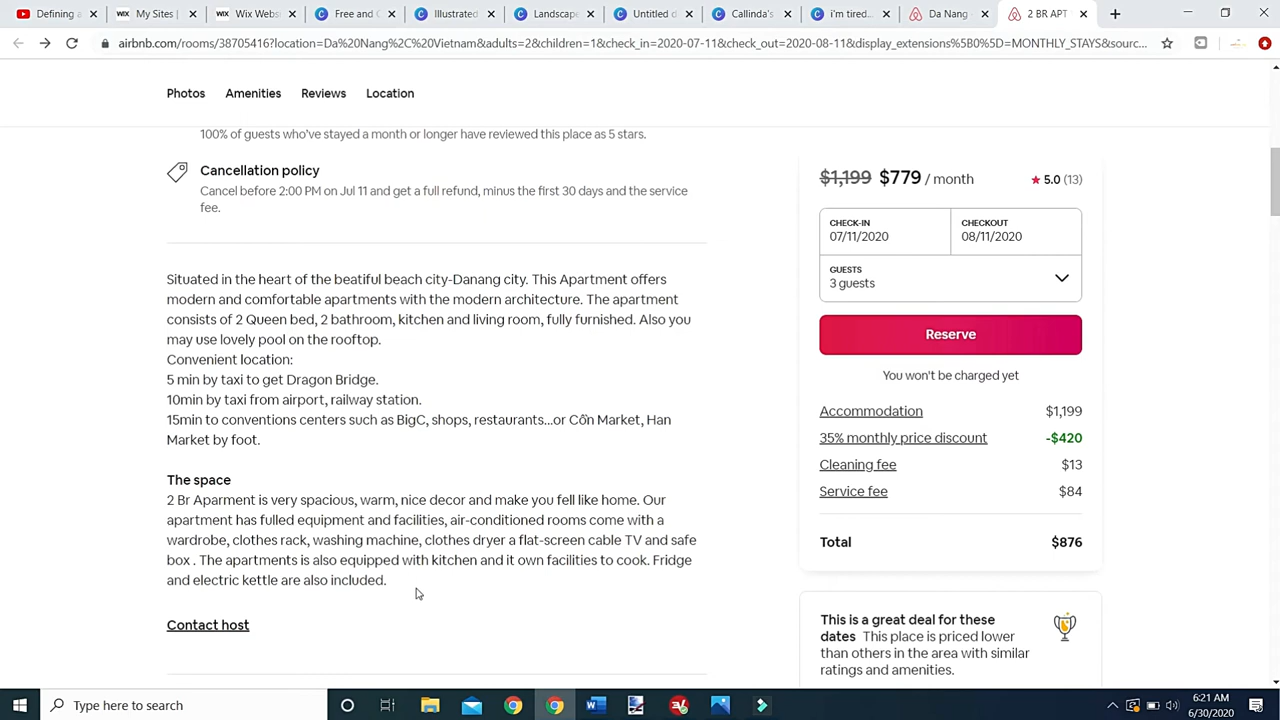 Defining a
My Sites |
Wix Webs
Free and C
Illustrated
Landscape
Untitled d
Callinda's
i'm tired...
Da Nang ·
2 BR APT
airbnb.com/rooms/38705416?location=Da%20Nang%2C%20Vietnam&adults=2&children=1&check_in=2020-07-11&check_out=2020-08-11&display_extensions%5B0%5D=MONTHLY_STAYS&sourc...
Photos Amenities Reviews Location
100% of guests who've stayed a month or longer have reviewed this place as 5 stars.
Cancellation policy
Cancel before 2:00 PM on Jul 11 and get a full refund, minus the first 30 days and the service
fee.
Situated in the heart of the beatiful beach city-Danang city. This Apartment offers
modern and comfortable apartments with the modern architecture. The apartment
consists of 2 Queen bed, 2 bathroom, kitchen and living room, fully furnished. Also you
may use lovely pool on the rooftop.
Convenient location:
5 min by taxi to get Dragon Bridge.
10min by taxi from airport, railway station.
15min to conventions centers such as BigC, shops, restaurants...or Cồn Market, Han
Market by foot.
The space
2 Br Aparment is very spacious, warm, nice decor and make you fell like home. Our
apartment has fulled equipment and facilities, air-conditioned rooms come with a
wardrobe, clothes rack, washing machine, clothes dryer a flat-screen cable TV and safe
box . The apartments is also equipped with kitchen and it own facilities to cook. Fridge
and electric kettle are also included.
Contact host
$1,199 $779 / month
5.0 (13)
CHECK-IN
07/11/2020
CHECKOUT
08/11/2020
GUESTS
3 guests
Reserve
You won't be charged yet
Accommodation $1,199
35% monthly price discount -$420
Cleaning fee $13
Service fee $84
Total $876
This is a great deal for these
dates This place is priced lower
than others in the area with similar
ratings and amenities.
Type here to search
6:21 AM
6/30/2020